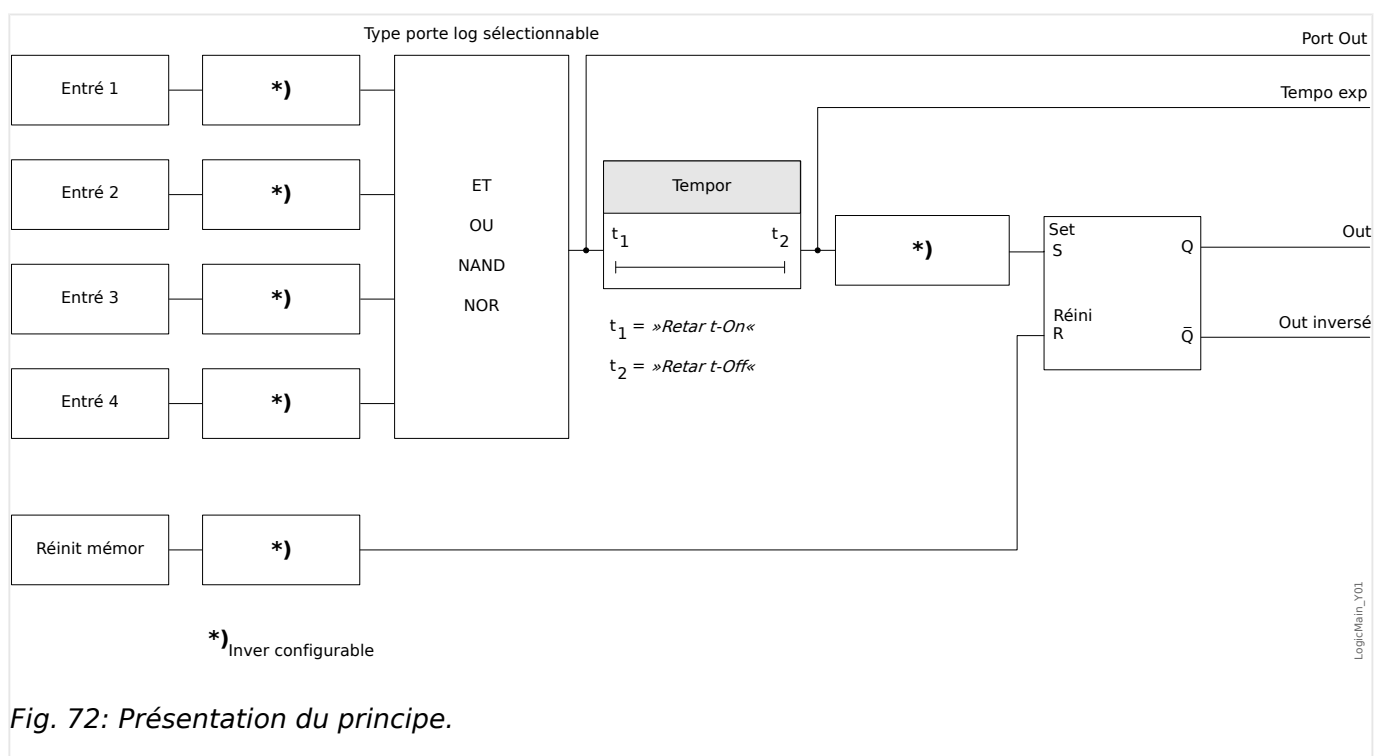 Type porte log sélectionnable
Port Out
Entré 1
*)
Tempo exp
Entré 2
*)
ET
OU
NAND
NOR
Tempor
t1
t2
*)
Set
S
Q
Out
Entré 3
*)
Réini
R
Q̅
Out inversé
t1 = »Retar t-On«
t2 = »Retar t-Off«
Entré 4
*)
Réinit mémor
*)
*)Inver configurable
LogicMain_Y01
Fig. 72: Présentation du principe.